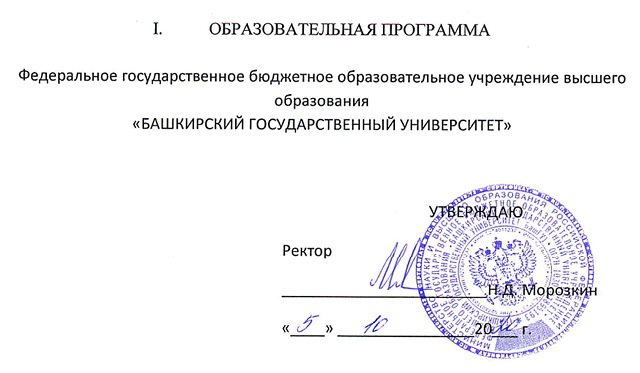 I. ОБРАЗОВАТЕЛЬНАЯ ПРОГРАММА
Федеральное государственное бюджетное образовательное учреждение высшего
образования
«БАШКИРСКИЙ ГОСУДАРСТВЕННЫЙ УНИВЕРСИТЕТ»
УТВЕРЖДАЮ
Ректор
Н.Д. Морозкин
« 5 » 10 20 г.